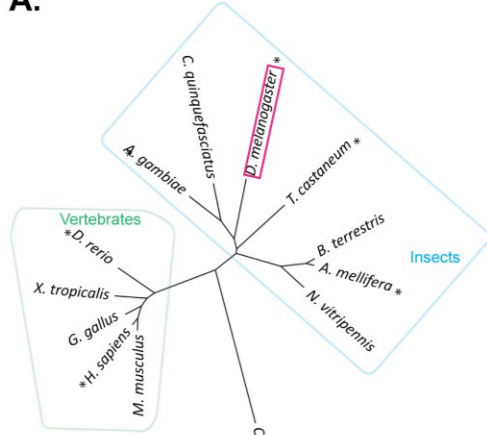 A.
C. quinquefasciatus
D. melanogaster *
A. gambiae *
T. castaneum *
B. terrestris
A. mellifera *
N. vitripennis
Insects
Vertebrates
*D. rerio
X. tropicalis
G. gallus
*H. sapiens
M. musculus